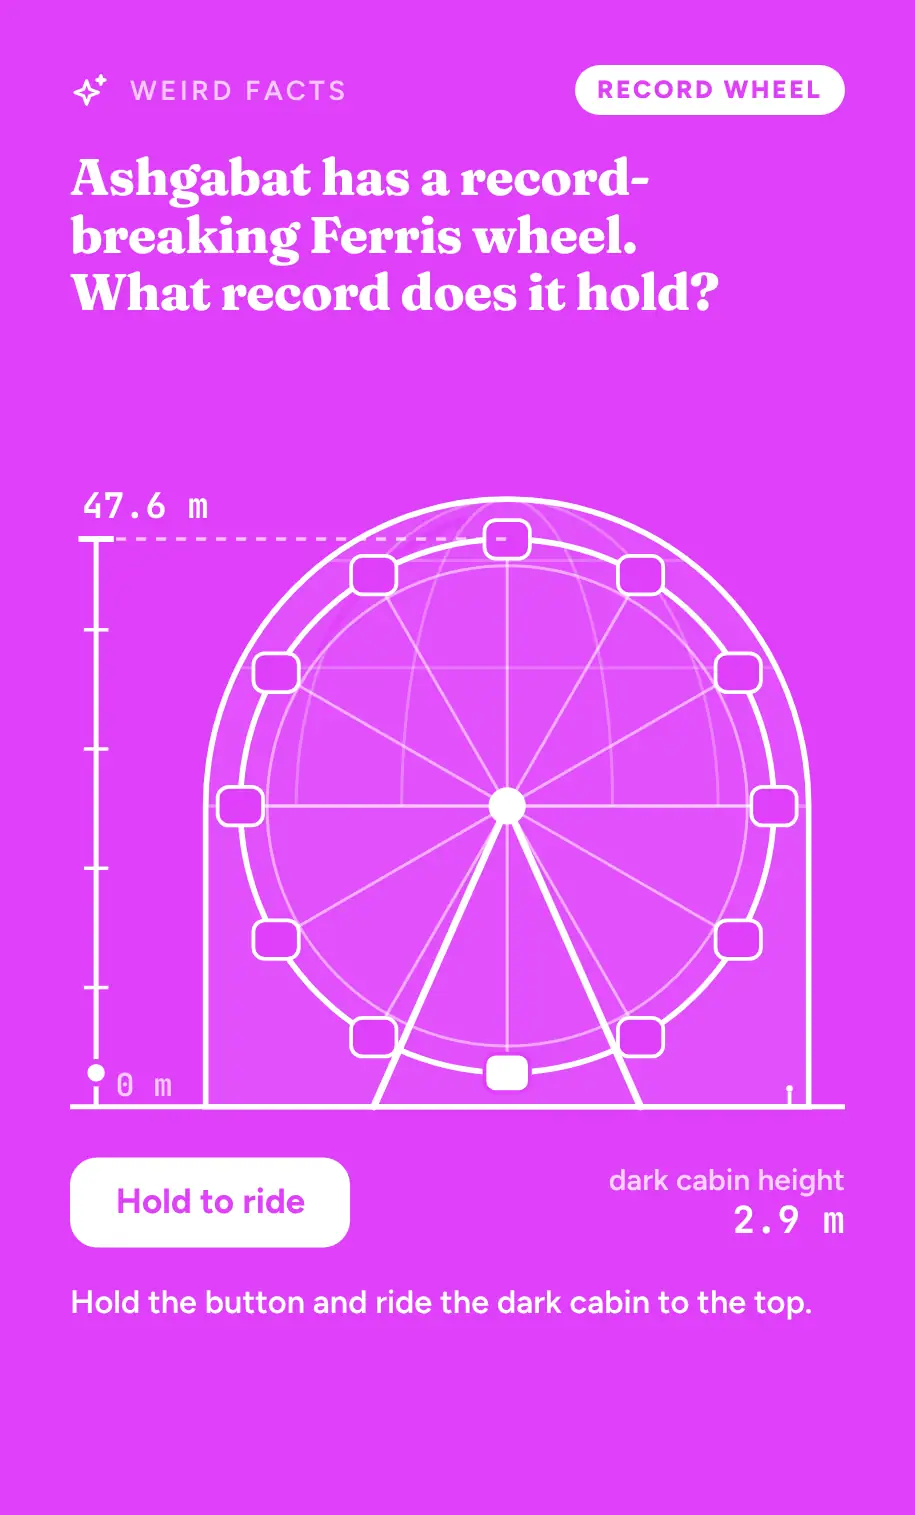 WEIRD FACTS
RECORD WHEEL
Ashgabat has a record-
breaking Ferris wheel.
What record does it hold?
47.6 m
0 m
Hold to ride
dark cabin height
2.9 m
Hold the button and ride the dark cabin to the top.